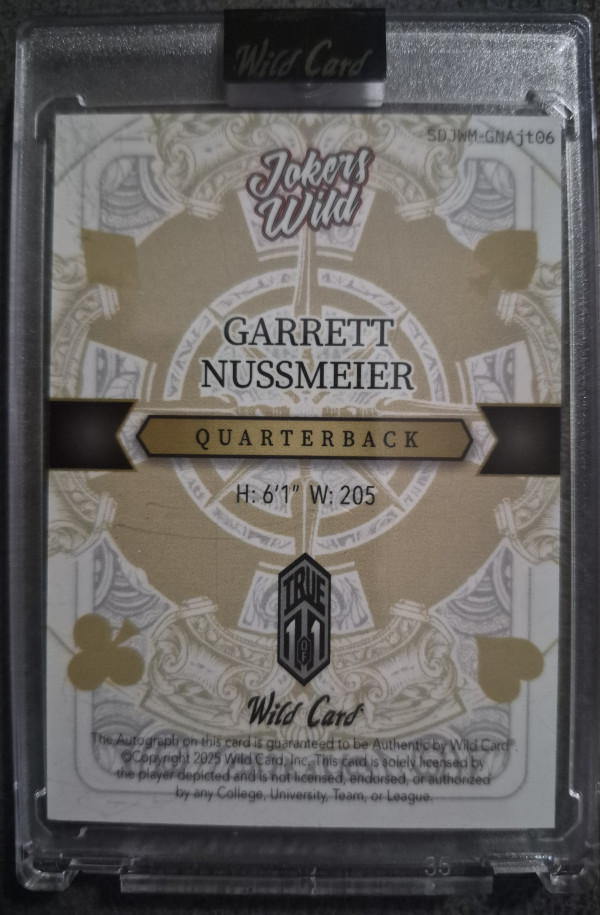 Wild Card
SDJWM-GNAjt06
Jokers
Wild
GARRETT
NUSSMEIER
QUARTERBACK
H: 6'1" W: 205
TRUE
1 OF 1
Wild Card
The Autograph on this card is guaranteed to be Authentic by Wild Card®.
©Copyright 2025 Wild Card, Inc. This card is solely licensed by
the player depicted and is not licensed, endorsed, or authorized
by any College, University, Team, or League.
35